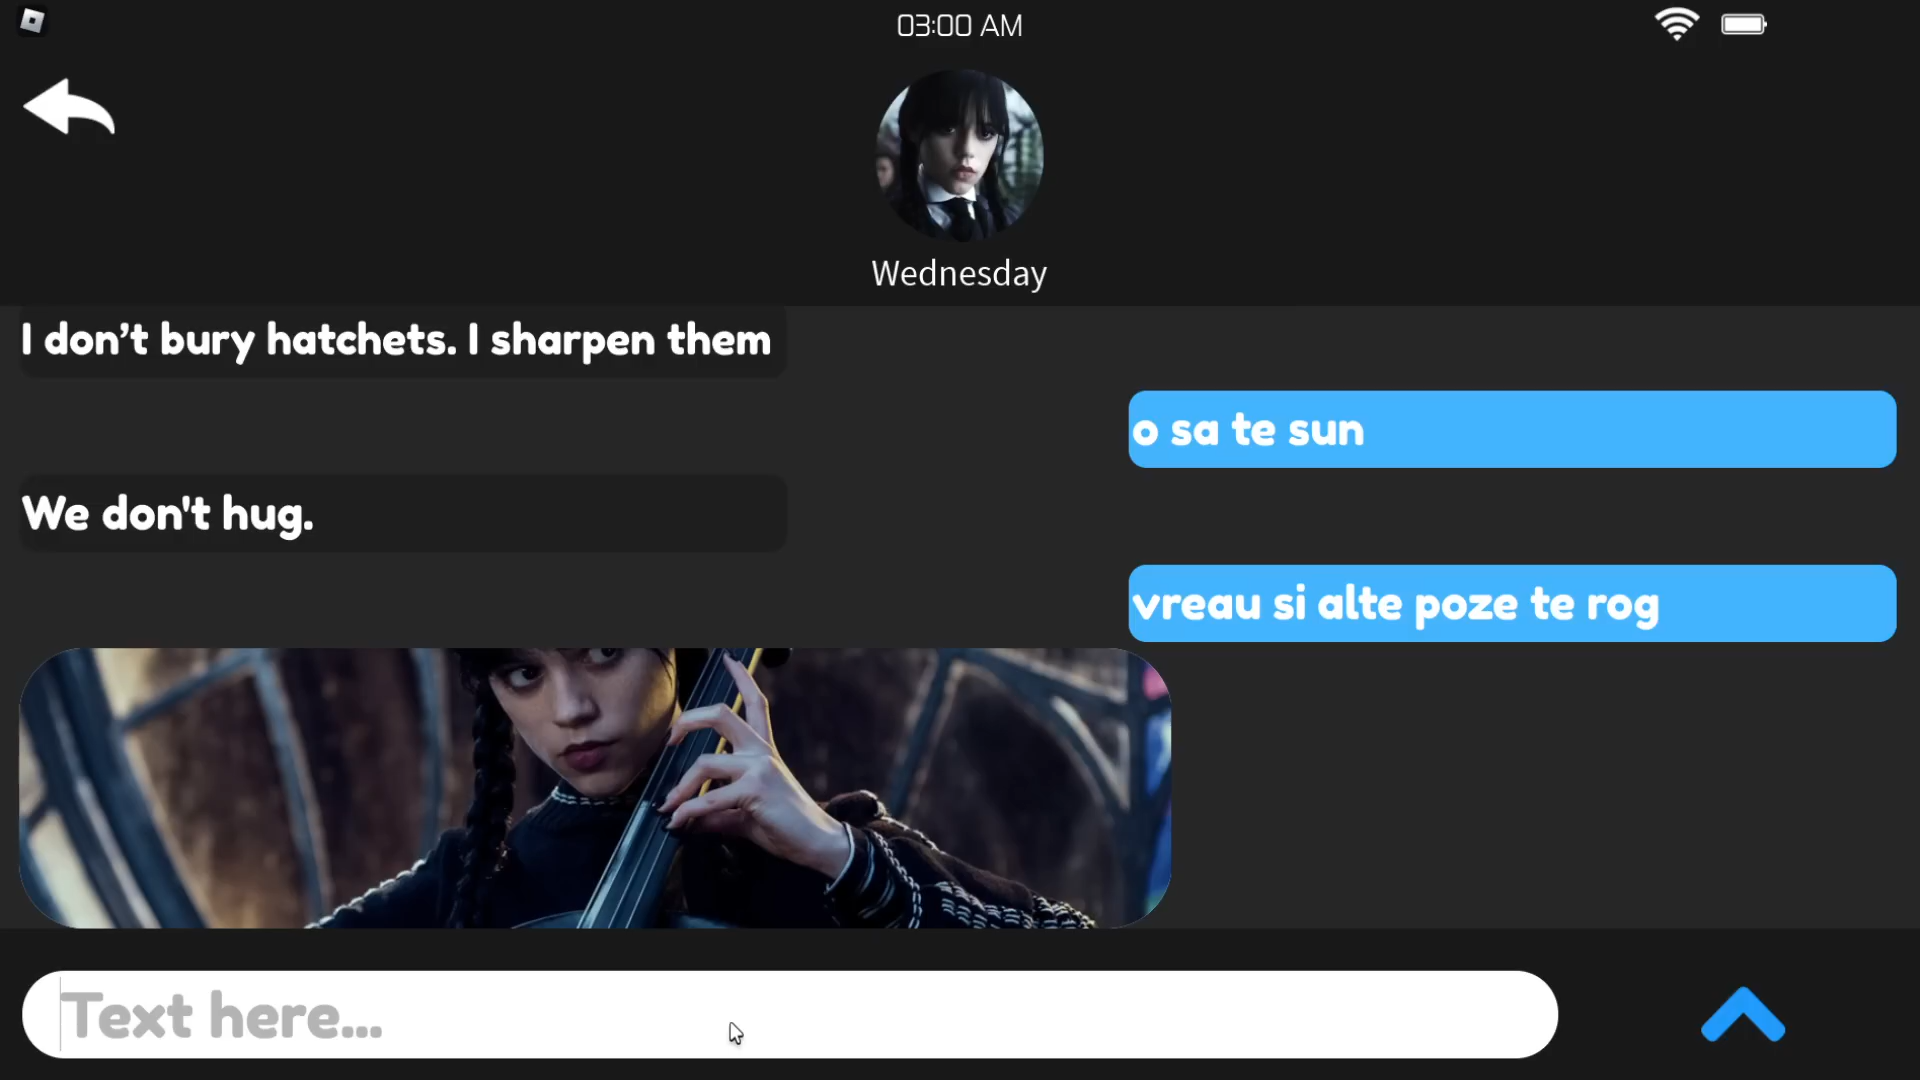 03:00 AM
Wednesday
I don’t bury hatchets. I sharpen them
o sa te sun
We don't hug.
vreau si alte poze te rog
Text here...